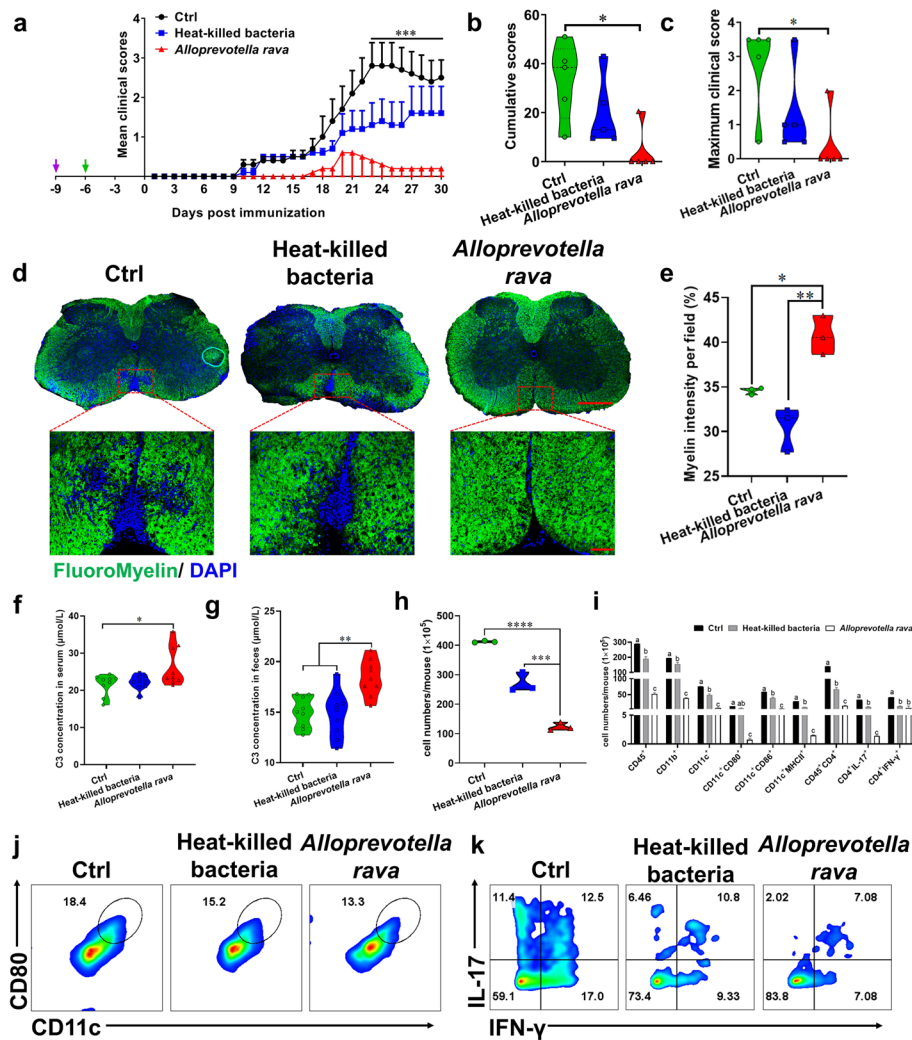 a
Ctrl
Heat-killed bacteria
Alloprevotella rava
***
Mean clinical scores
4
3
2
1
0
-9 -6 -3 0 3 6 9 12 15 18 21 24 27 30
Days post immunization
b
*
Cumulative scores
60
40
20
0
Ctrl
Heat-killed bacteria
Alloprevotella rava
c
*
Maximum clinical score
4
3
2
1
0
Ctrl
Heat-killed bacteria
Alloprevotella rava
d
Ctrl
Heat-killed
bacteria
Alloprevotella
rava
FluoroMyelin/ DAPI
e
*
**
Myelin intensity per field (%)
45
40
35
30
25
Ctrl
Heat-killed bacteria
Alloprevotella rava
f
*
C3 concentration in serum (μmol/L)
40
30
20
10
0
Ctrl
Heat-killed bacteria
Alloprevotella rava
g
**
C3 concentration in feces (μmol/L)
25
20
15
10
Ctrl
Heat-killed bacteria
Alloprevotella rava
h
****
***
cell numbers/mouse (1×10⁵)
500
400
300
200
100
0
Ctrl
Heat-killed bacteria
Alloprevotella rava
i
Ctrl Heat-killed bacteria Alloprevotella rava
cell numbers/mouse (1×10⁵)
300
200
100
100
50
5
0
a b c
a b c
a b c
a ab c
a b c
a b c
a b c
a b c
a b b
CD45⁺
CD11b⁺
CD11c⁺
CD11c⁺CD80⁺
CD11c⁺CD86⁺
CD11c⁺MHCII⁺
CD45⁺CD4⁺
CD4⁺IL-17⁺
CD4⁺IFN-γ⁺
j
Ctrl
Heat-killed
bacteria
Alloprevotella
rava
18.4
15.2
13.3
CD80
CD11c
k
Ctrl
Heat-killed
bacteria
Alloprevotella
rava
11.4 12.5
59.1 17.0
6.46 10.8
73.4 9.33
2.02 7.08
83.8 7.08
IL-17
IFN-γ